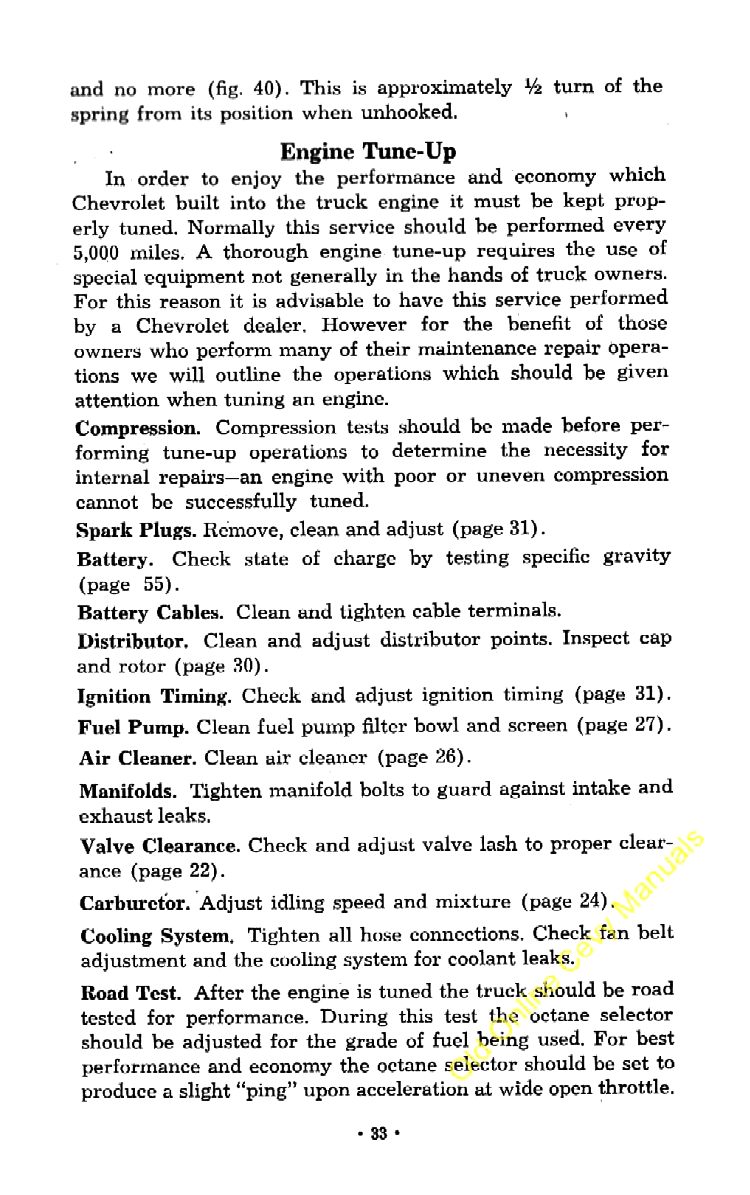 and no more (fig. 40). This is approximately ½ turn of the
spring from its position when unhooked.
Engine Tune-Up
In order to enjoy the performance and economy which
Chevrolet built into the truck engine it must be kept prop-
erly tuned. Normally this service should be performed every
5,000 miles. A thorough engine tune-up requires the use of
special equipment not generally in the hands of truck owners.
For this reason it is advisable to have this service performed
by a Chevrolet dealer. However for the benefit of those
owners who perform many of their maintenance repair opera-
tions we will outline the operations which should be given
attention when tuning an engine.
Compression. Compression tests should be made before per-
forming tune-up operations to determine the necessity for
internal repairs—an engine with poor or uneven compression
cannot be successfully tuned.
Spark Plugs. Remove, clean and adjust (page 31).
Battery. Check state of charge by testing specific gravity
(page 55).
Battery Cables. Clean and tighten cable terminals.
Distributor. Clean and adjust distributor points. Inspect cap
and rotor (page 30).
Ignition Timing. Check and adjust ignition timing (page 31).
Fuel Pump. Clean fuel pump filter bowl and screen (page 27).
Air Cleaner. Clean air cleaner (page 26).
Manifolds. Tighten manifold bolts to guard against intake and
exhaust leaks.
Valve Clearance. Check and adjust valve lash to proper clear-
ance (page 22).
Carburetor. Adjust idling speed and mixture (page 24).
Cooling System. Tighten all hose connections. Check fan belt
adjustment and the cooling system for coolant leaks.
Road Test. After the engine is tuned the truck should be road
tested for performance. During this test the octane selector
should be adjusted for the grade of fuel being used. For best
performance and economy the octane selector should be set to
produce a slight “ping” upon acceleration at wide open throttle.
• 33 •
Old Online Cevy Manuals